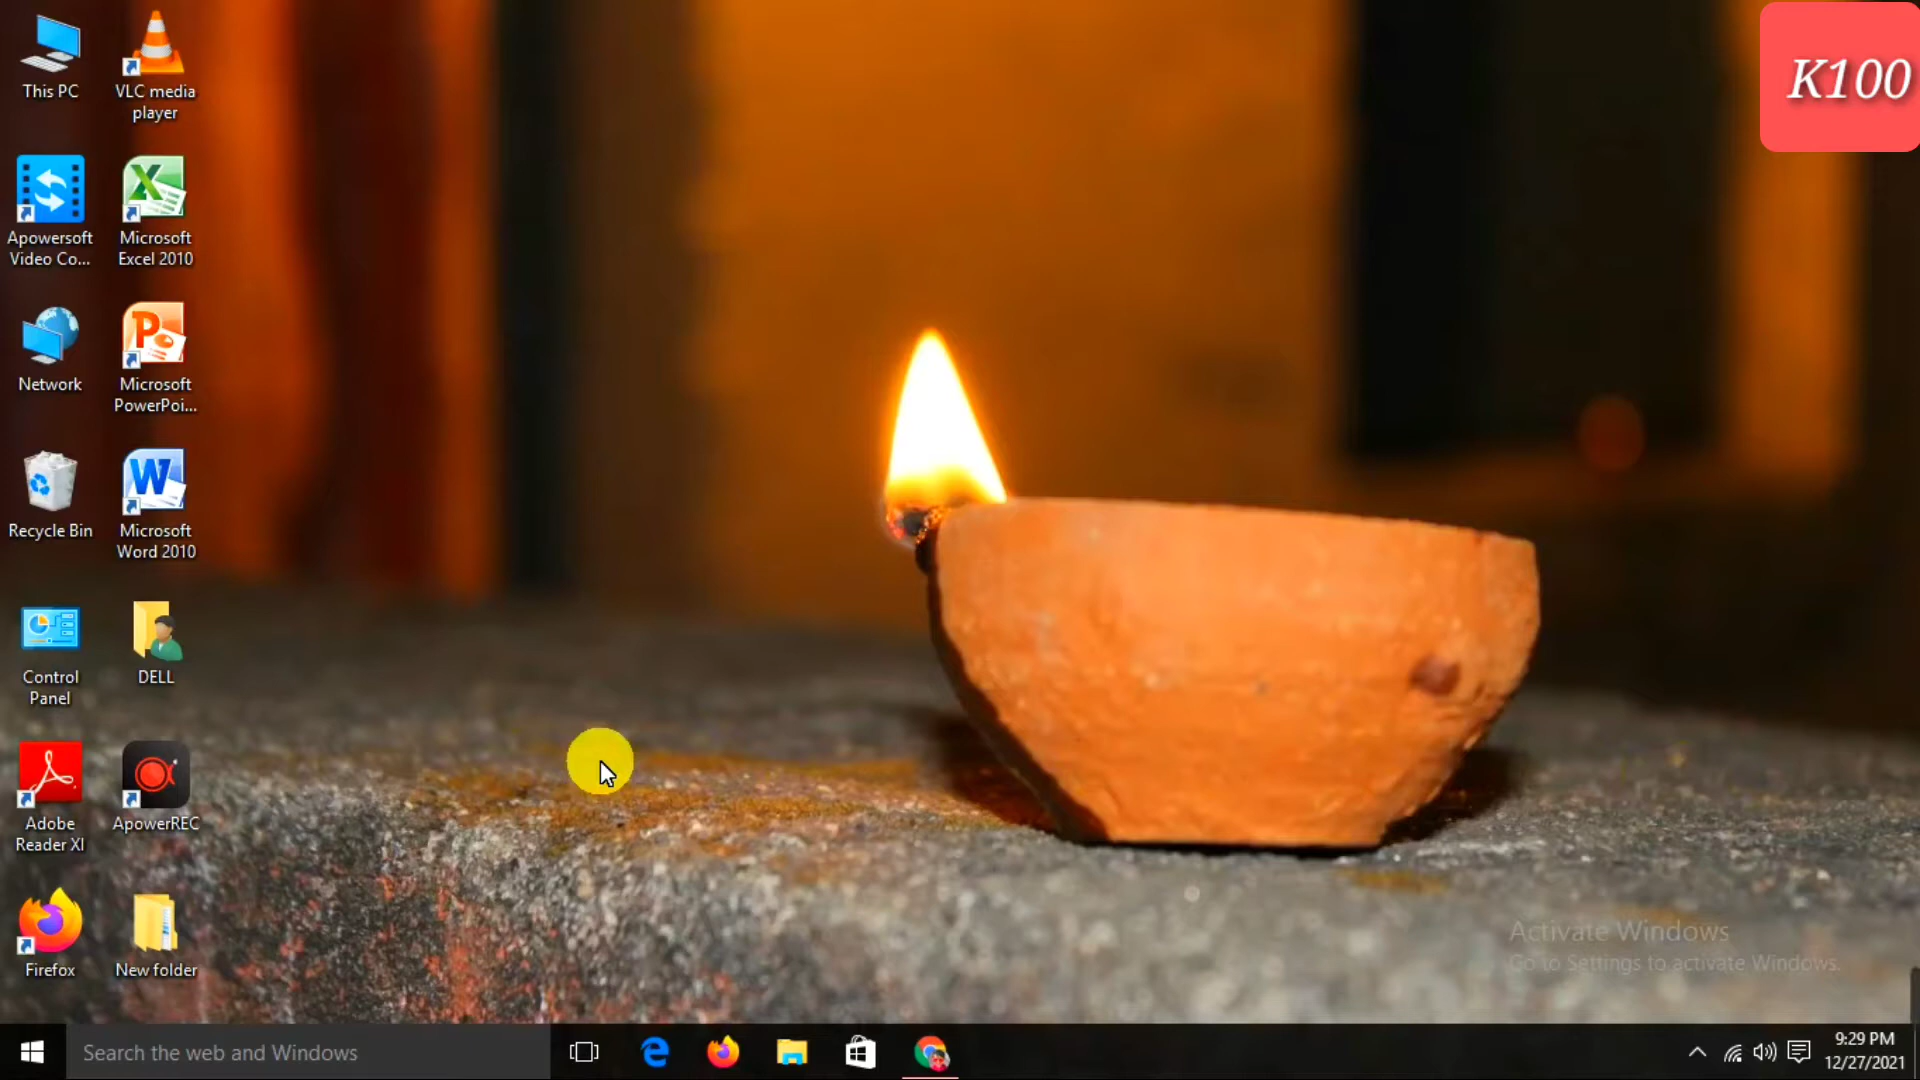 This PC
VLC media
player
Apowersoft
Video Co...
Microsoft
Excel 2010
Network
Microsoft
PowerPoi...
Recycle Bin
Microsoft
Word 2010
Control
Panel
DELL
Adobe
Reader XI
ApowerREC
Firefox
New folder
K100
Activate Windows
Go to Settings to activate Windows.
Search the web and Windows
9:29 PM
12/27/2021